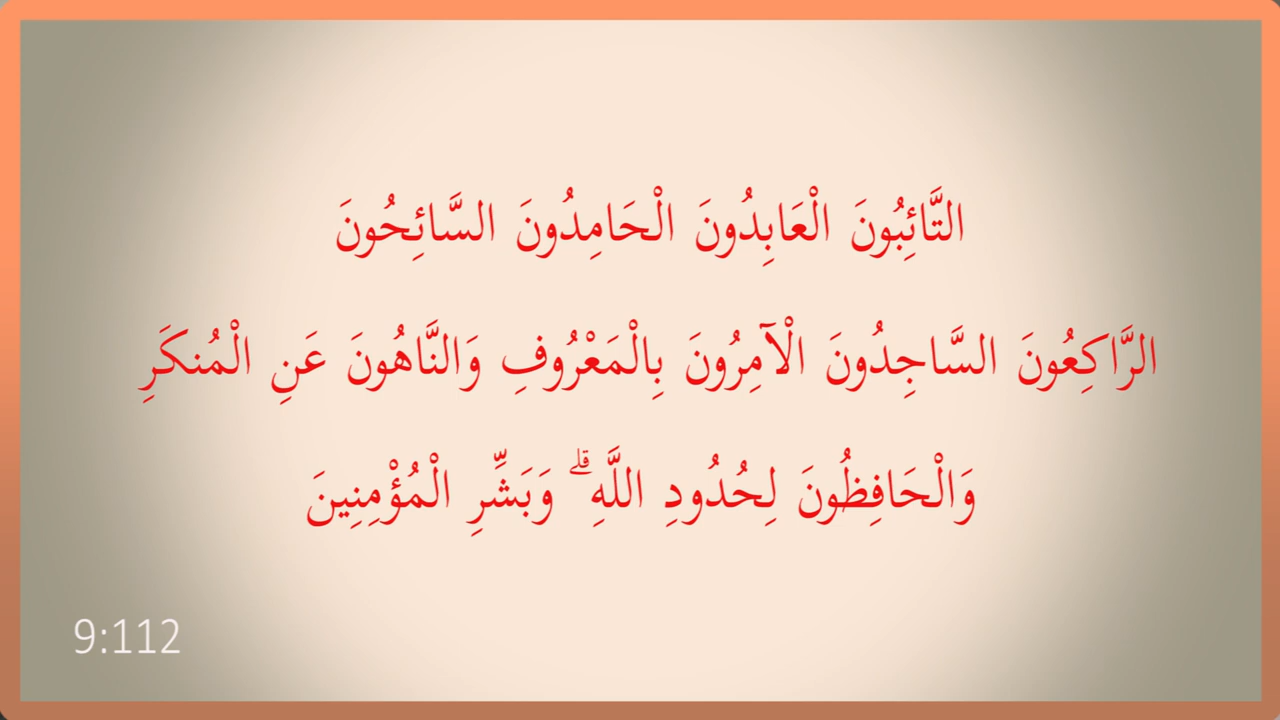 التَّائِبُونَ الْعَابِدُونَ الْحَامِدُونَ السَّائِحُونَ
الرَّاكِعُونَ السَّاجِدُونَ الْآمِرُونَ بِالْمَعْرُوفِ وَالنَّاهُونَ عَنِ الْمُنكَرِ
وَالْحَافِظُونَ لِحُدُودِ اللَّهِ ۗ وَبَشِّرِ الْمُؤْمِنِينَ
9:112